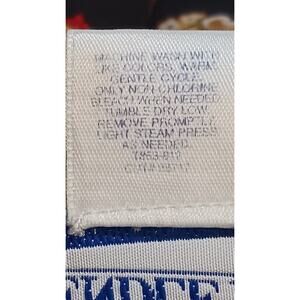 MACHINE WASH WITH
LIKE COLORS, WARM
GENTLE CYCLE.
ONLY NON CHLORINE
BLEACH WHEN NEEDED
TUMBLE DRY LOW.
REMOVE PROMPTLY
LIGHT STEAM PRESS
AS NEEDED.